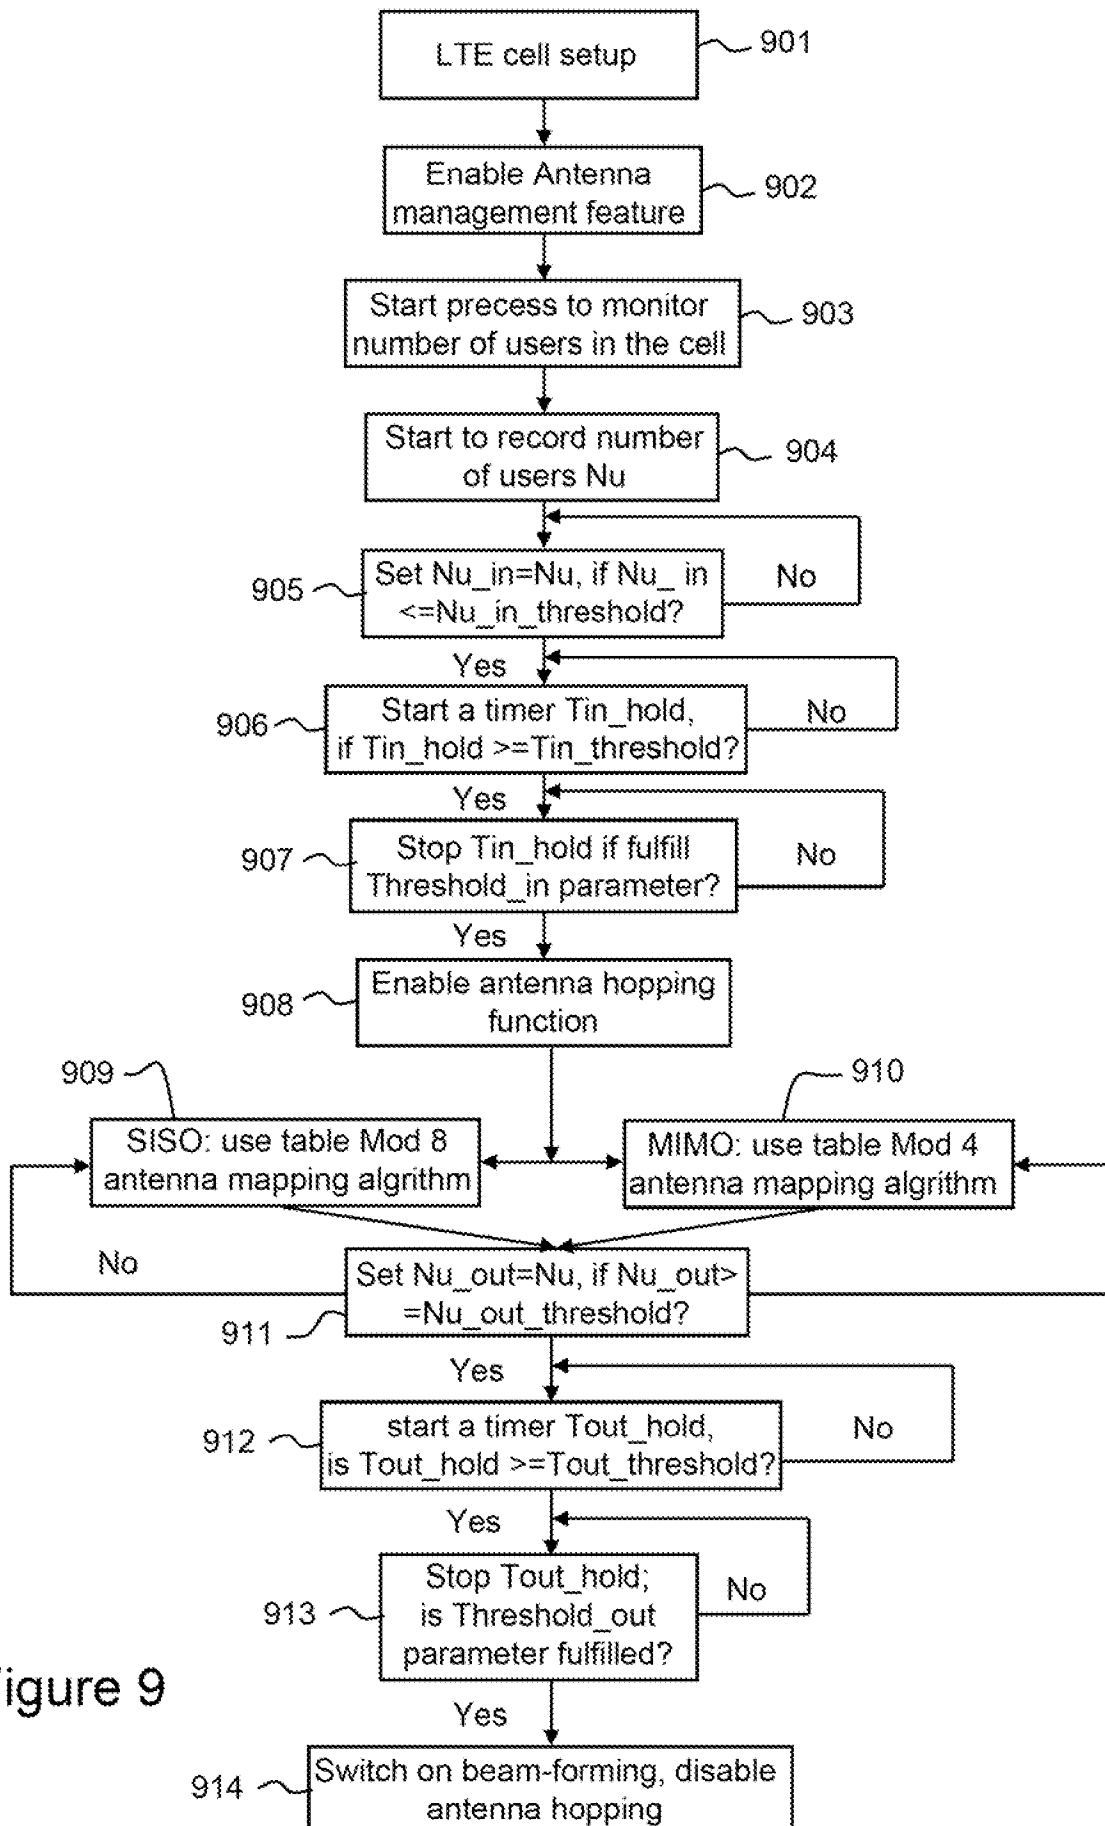 LTE cell setup
901
Enable Antenna
management feature
902
Start precess to monitor
number of users in the cell
903
Start to record number
of users Nu
904
905
Set Nu_in=Nu, if Nu_ in
<=Nu_in_threshold?
No
Yes
906
Start a timer Tin_hold,
if Tin_hold >=Tin_threshold?
No
Yes
907
Stop Tin_hold if fulfill
Threshold_in parameter?
No
Yes
908
Enable antenna hopping
function
909
910
SISO: use table Mod 8
antenna mapping algrithm
MIMO: use table Mod 4
antenna mapping algrithm
No
Set Nu_out=Nu, if Nu_out>
=Nu_out_threshold?
911
Yes
912
start a timer Tout_hold,
is Tout_hold >=Tout_threshold?
No
Yes
913
Stop Tout_hold;
is Threshold_out
parameter fulfilled?
No
igure 9
Yes
914
Switch on beam-forming, disable
antenna hopping